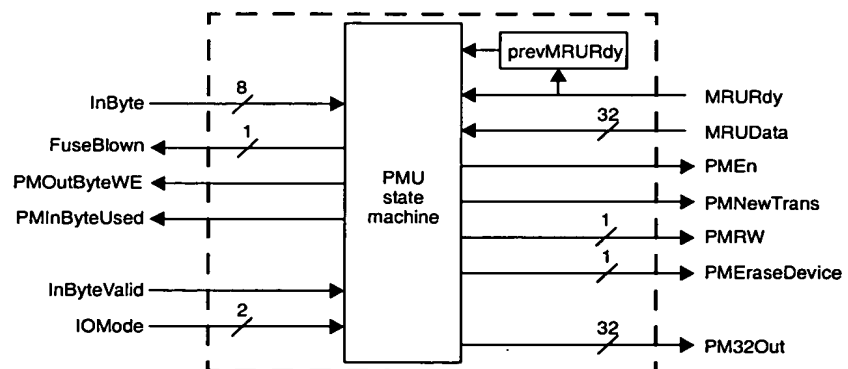 prevMRURdy
InByte
8
MRURdy
FuseBlown
1
32
MRUData
PMOutByteWE
PMU
state
machine
PMEn
PMInByteUsed
PMNewTrans
1
PMRW
1
PMEraseDevice
InByteValid
IOMode
2
32
PM32Out